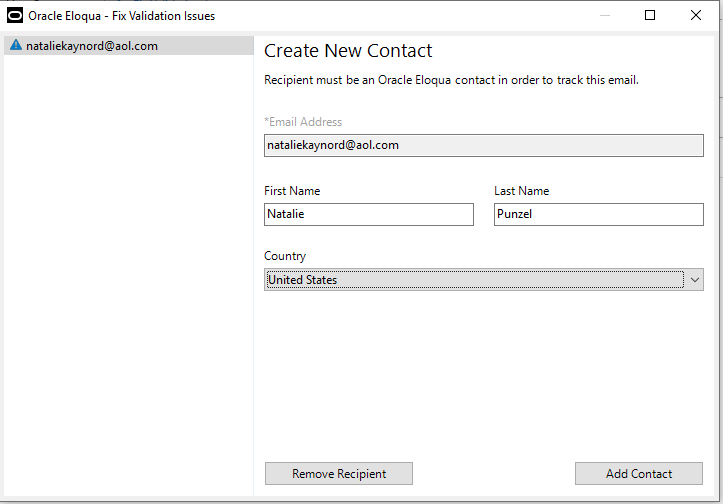 Oracle Eloqua - Fix Validation Issues
nataliekaynord@aol.com
Create New Contact
Recipient must be an Oracle Eloqua contact in order to track this email.
*Email Address
nataliekaynord@aol.com
First Name Last Name
Natalie Punzel
Country
United States
Remove Recipient Add Contact